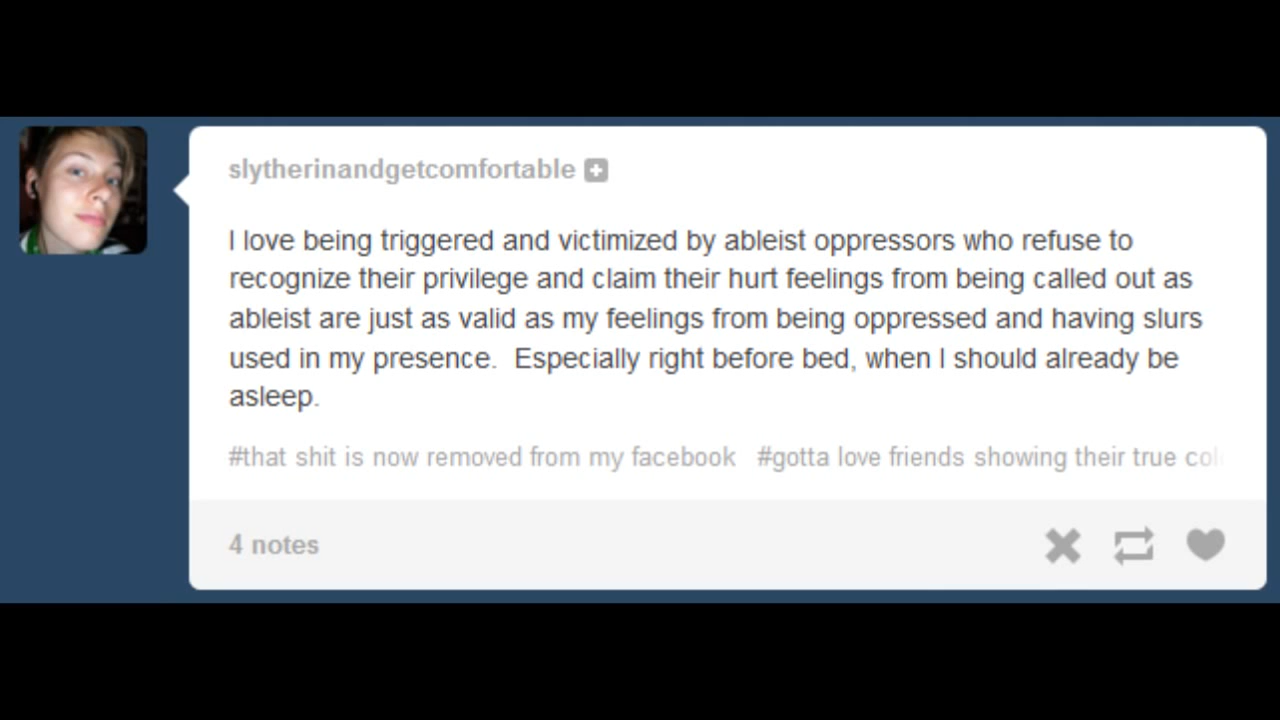 slytherinandgetcomfortable
I love being triggered and victimized by ableist oppressors who refuse to
recognize their privilege and claim their hurt feelings from being called out as
ableist are just as valid as my feelings from being oppressed and having slurs
used in my presence.  Especially right before bed, when I should already be
asleep.
#that shit is now removed from my facebook #gotta love friends showing their true
4 notes